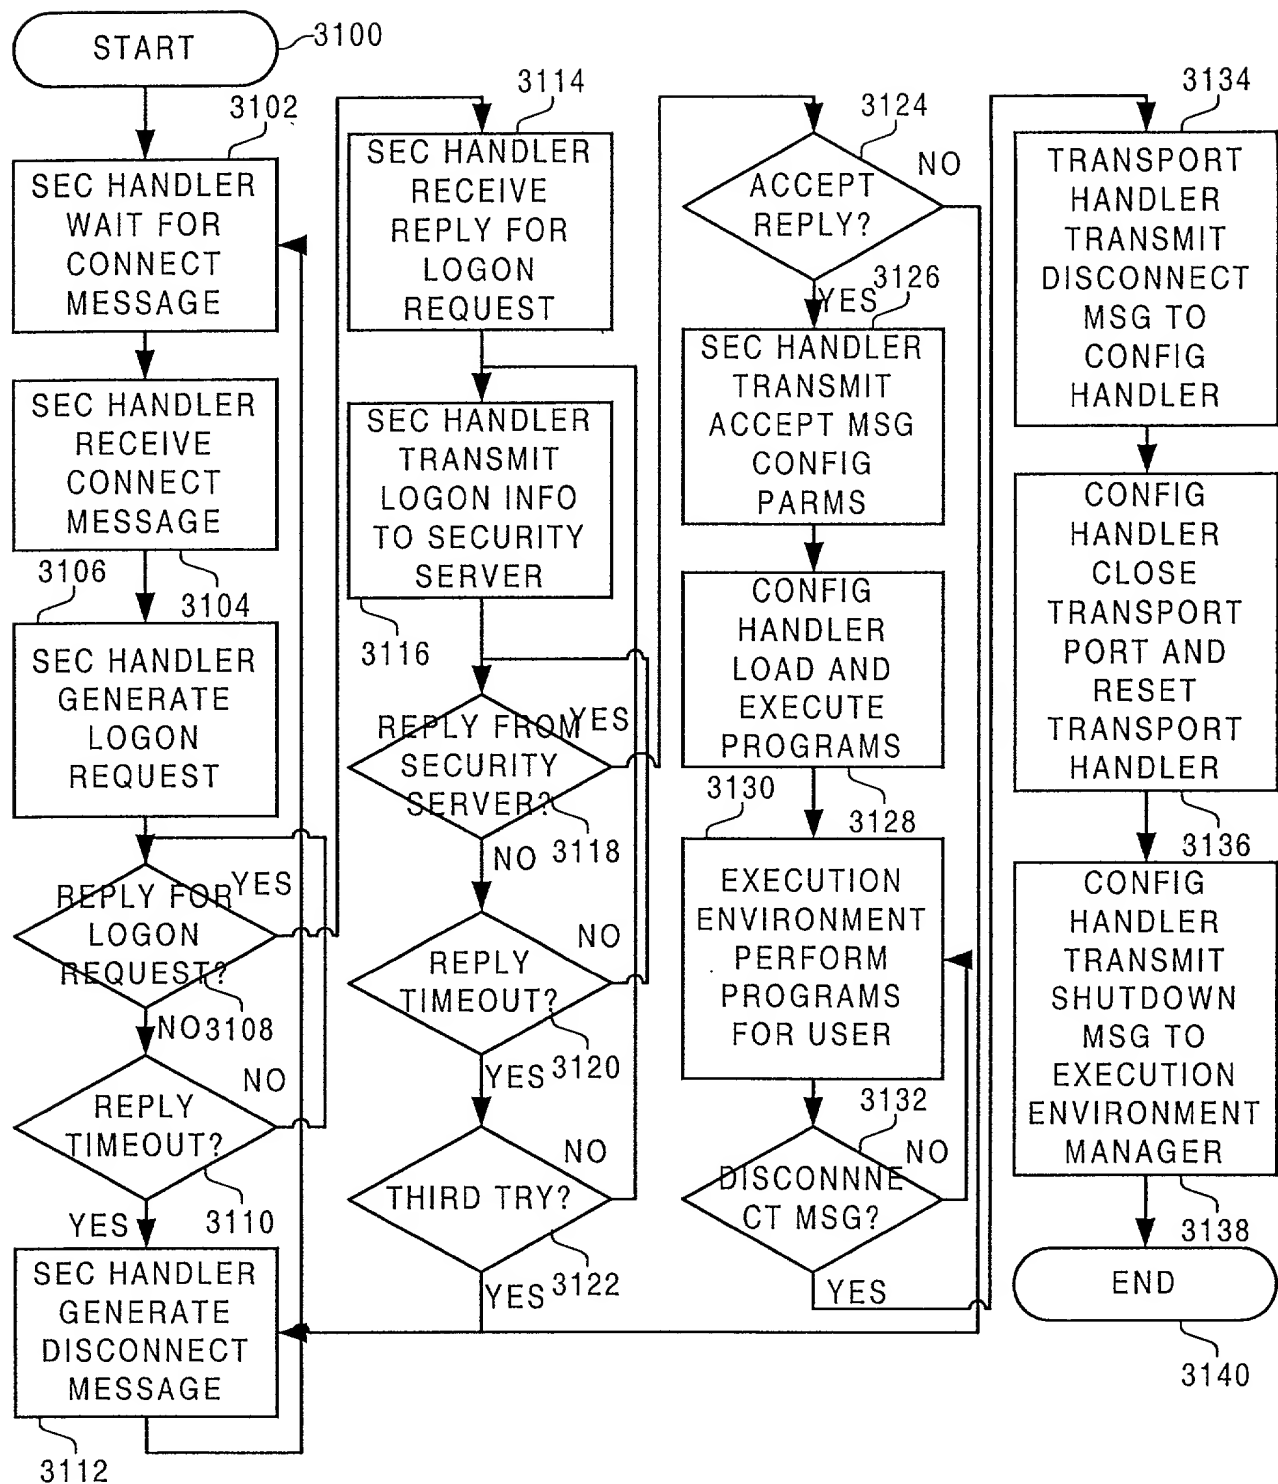 START
3100
3102
SEC HANDLER
WAIT FOR
CONNECT
MESSAGE
SEC HANDLER
RECEIVE
CONNECT
MESSAGE
3104
3106
SEC HANDLER
GENERATE
LOGON
REQUEST
REPLY FOR
LOGON
REQUEST?
YES
NO
3108
REPLY
TIMEOUT?
NO
YES
3110
SEC HANDLER
GENERATE
DISCONNECT
MESSAGE
3112
3114
SEC HANDLER
RECEIVE
REPLY FOR
LOGON
REQUEST
SEC HANDLER
TRANSMIT
LOGON INFO
TO SECURITY
SERVER
3116
REPLY FROM
SECURITY
SERVER?
YES
NO
3118
REPLY
TIMEOUT?
NO
YES
3120
THIRD TRY?
NO
YES
3122
3124
ACCEPT
REPLY?
NO
YES
3126
SEC HANDLER
TRANSMIT
ACCEPT MSG
CONFIG
PARMS
CONFIG
HANDLER
LOAD AND
EXECUTE
PROGRAMS
3128
3130
EXECUTION
ENVIRONMENT
PERFORM
PROGRAMS
FOR USER
3132
DISCONNNE
CT MSG?
NO
YES
3134
TRANSPORT
HANDLER
TRANSMIT
DISCONNECT
MSG TO
CONFIG
HANDLER
CONFIG
HANDLER
CLOSE
TRANSPORT
PORT AND
RESET
TRANSPORT
HANDLER
3136
CONFIG
HANDLER
TRANSMIT
SHUTDOWN
MSG TO
EXECUTION
ENVIRONMENT
MANAGER
3138
END
3140